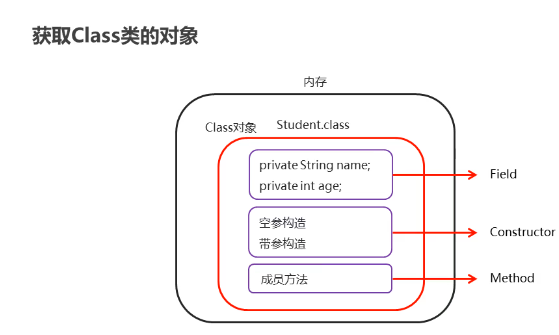 获取Class类的对象
内存
Class对象 Student.class
private String name;
private int age;
Field
空参构造
带参构造
Constructor
成员方法
Method